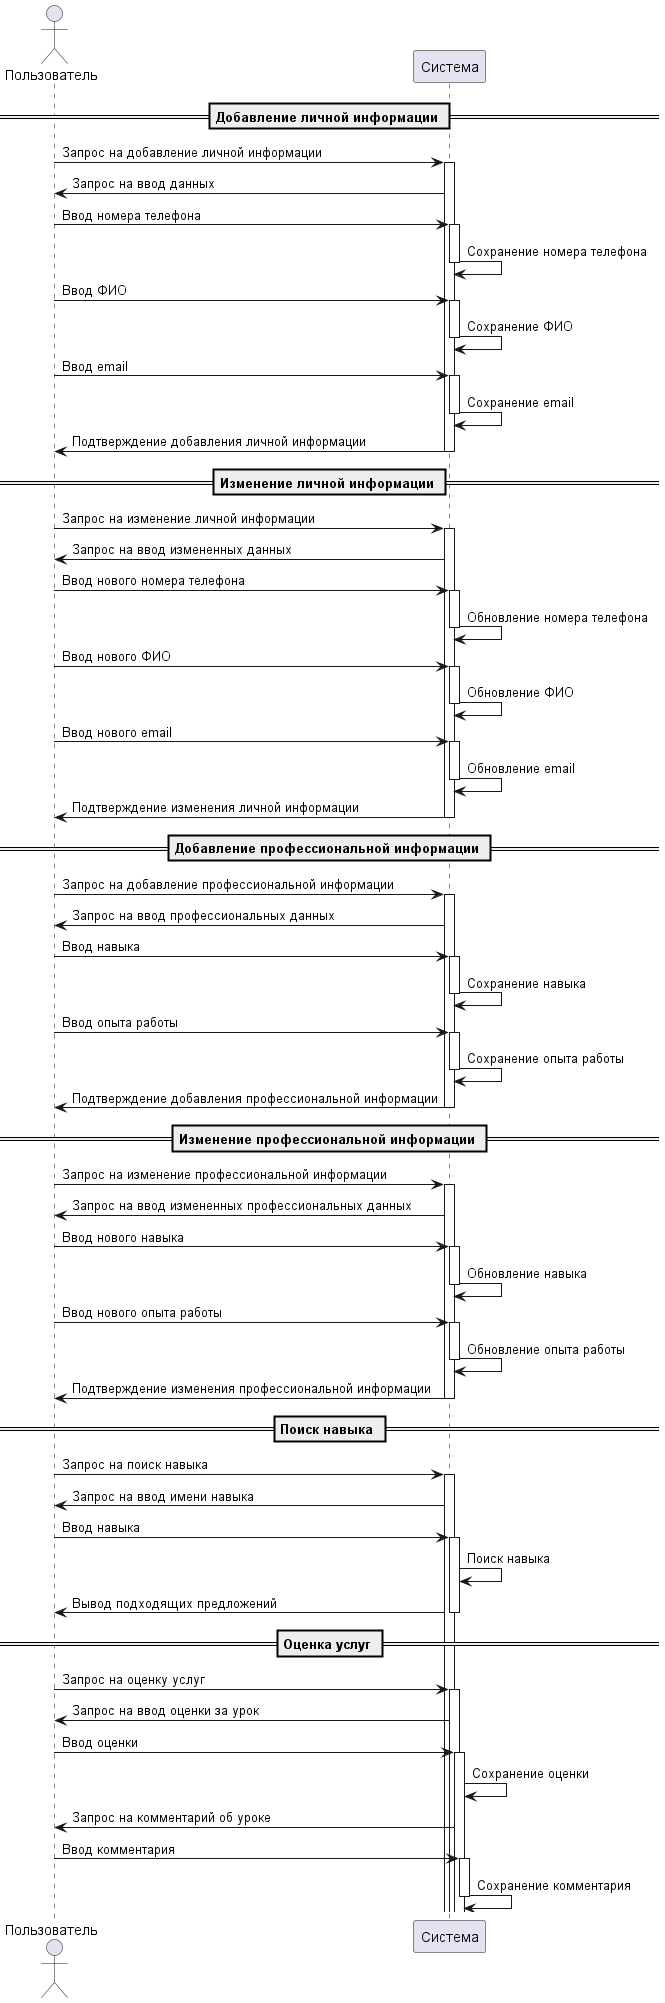 Пользователь
Система
Добавление личной информации
Запрос на добавление личной информации
Запрос на ввод данных
Ввод номера телефона
Сохранение номера телефона
Ввод ФИО
Сохранение ФИО
Ввод email
Сохранение email
Подтверждение добавления личной информации
Изменение личной информации
Запрос на изменение личной информации
Запрос на ввод измененных данных
Ввод нового номера телефона
Обновление номера телефона
Ввод нового ФИО
Обновление ФИО
Ввод нового email
Обновление email
Подтверждение изменения личной информации
Добавление профессиональной информации
Запрос на добавление профессиональной информации
Запрос на ввод профессиональных данных
Ввод навыка
Сохранение навыка
Ввод опыта работы
Сохранение опыта работы
Подтверждение добавления профессиональной информации
Изменение профессиональной информации
Запрос на изменение профессиональной информации
Запрос на ввод измененных профессиональных данных
Ввод нового навыка
Обновление навыка
Ввод нового опыта работы
Обновление опыта работы
Подтверждение изменения профессиональной информации
Поиск навыка
Запрос на поиск навыка
Запрос на ввод имени навыка
Ввод навыка
Поиск навыка
Вывод подходящих предложений
Оценка услуг
Запрос на оценку услуг
Запрос на ввод оценки за урок
Ввод оценки
Сохранение оценки
Запрос на комментарий об уроке
Ввод комментария
Сохранение комментария
Пользователь
Система